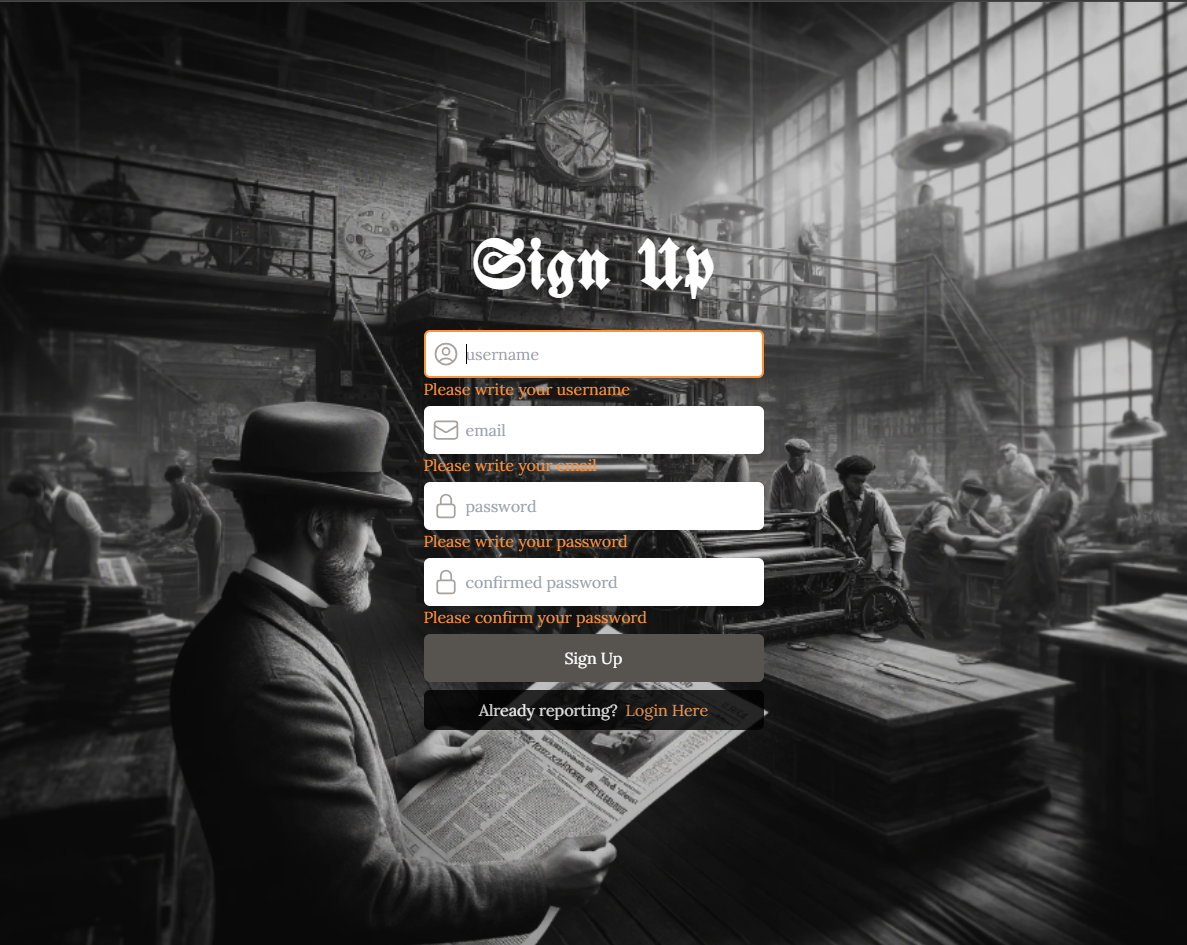 Sign Up
username
Please write your username
email
Please write your email
password
Please write your password
confirmed password
Please confirm your password
Sign Up
Already reporting? Login Here